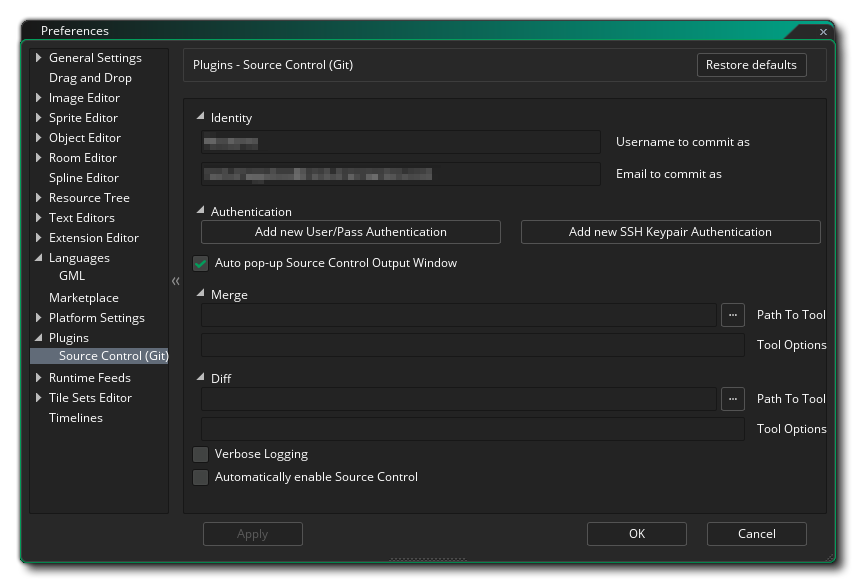 Preferences
General Settings
Drag and Drop
Image Editor
Sprite Editor
Object Editor
Room Editor
Spline Editor
Resource Tree
Text Editors
Extension Editor
Languages
GML
Marketplace
Platform Settings
Plugins
Source Control (Git)
Runtime Feeds
Tile Sets Editor
Timelines
Plugins - Source Control (Git)
Restore defaults
Identity
Username to commit as
Email to commit as
Authentication
Add new User/Pass Authentication
Add new SSH Keypair Authentication
Auto pop-up Source Control Output Window
Merge
... Path To Tool
Tool Options
Diff
... Path To Tool
Tool Options
Verbose Logging
Automatically enable Source Control
Apply
OK
Cancel